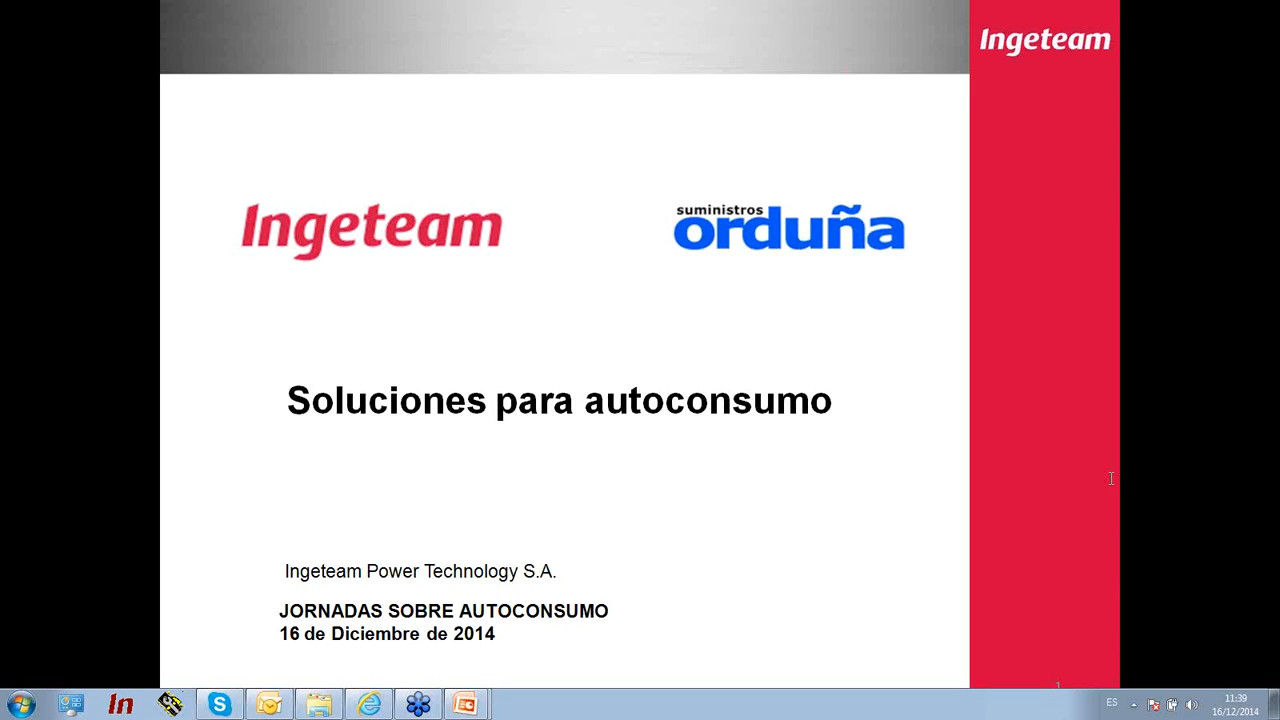 Ingeteam
Ingeteam
suministros
orduña
Soluciones para autoconsumo
Ingeteam Power Technology S.A.
JORNADAS SOBRE AUTOCONSUMO
16 de Diciembre de 2014
1
In
ES
11:39
16/12/2014